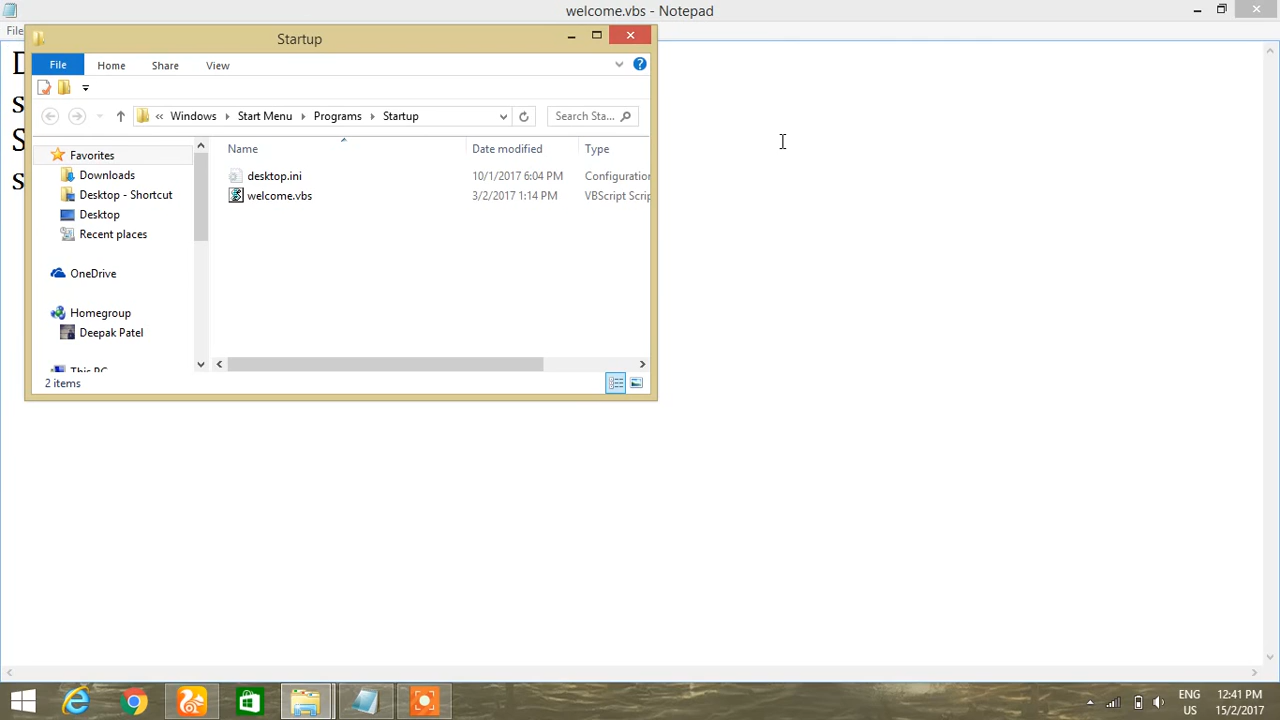 welcome.vbs - Notepad
File
Startup
File Home Share View
« Windows Start Menu Programs Startup
Search Sta...
Name Date modified Type
Favorites
Downloads
Desktop - Shortcut
Desktop
Recent places
OneDrive
Homegroup
Deepak Patel
This PC
desktop.ini 10/1/2017 6:04 PM Configuration
welcome.vbs 3/2/2017 1:14 PM VBScript Scrip
2 items
D
s
S
s
ENG 12:41 PM
US 15/2/2017